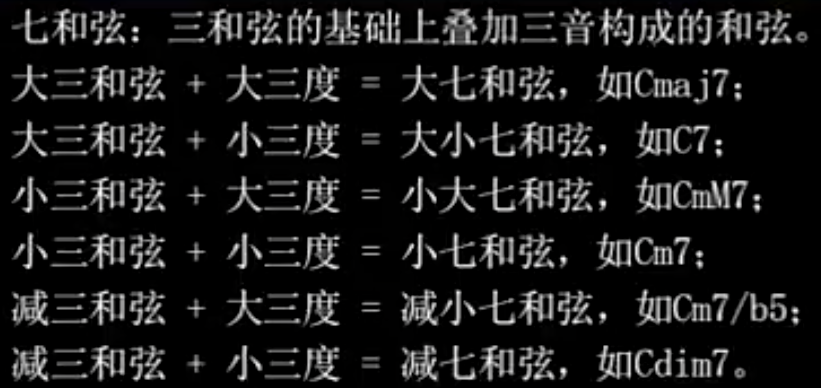 七和弦：三和弦的基础上叠加三音构成的和弦。
大三和弦 + 大三度 = 大七和弦，如Cmaj7；
大三和弦 + 小三度 = 大小七和弦，如C7；
小三和弦 + 大三度 = 小大七和弦，如CmM7；
小三和弦 + 小三度 = 小七和弦，如Cm7；
减三和弦 + 大三度 = 减小七和弦，如Cm7/b5；
减三和弦 + 小三度 = 减七和弦，如Cdim7。